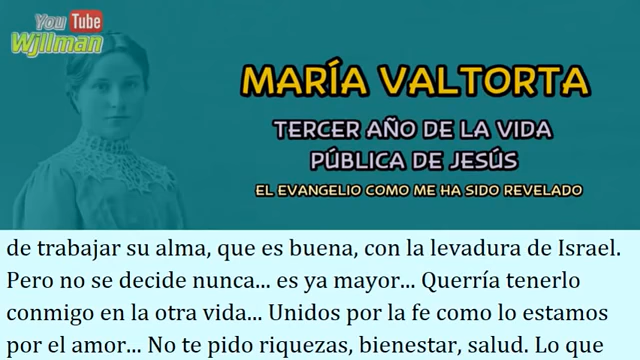 You Tube
Wjllman
MARÍA VALTORTA
TERCER AÑO DE LA VIDA
PÚBLICA DE JESÚS
EL EVANGELIO COMO ME HA SIDO REVELADO
de trabajar su alma, que es buena, con la levadura de Israel.
Pero no se decide nunca... es ya mayor... Querría tenerlo
conmigo en la otra vida... Unidos por la fe como lo estamos
por el amor... No te pido riquezas, bienestar, salud. Lo que